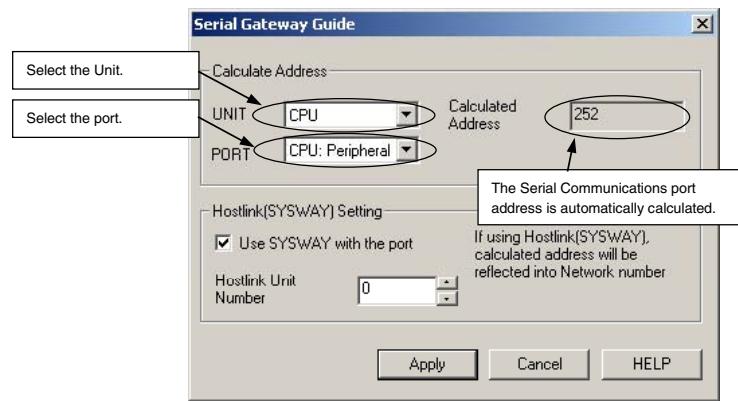 Serial Gateway Guide
Select the Unit.
Select the port.
Calculate Address
UNIT
CPU
Calculated
Address
252
PORT
CPU: Peripheral
The Serial Communications port
address is automatically calculated.
Hostlink(SYSWAY) Setting
Use SYSWAY with the port
If using Hostlink(SYSWAY),
calculated address will be
reflected into Network number
Hostlink Unit
Number
0
Apply
Cancel
HELP